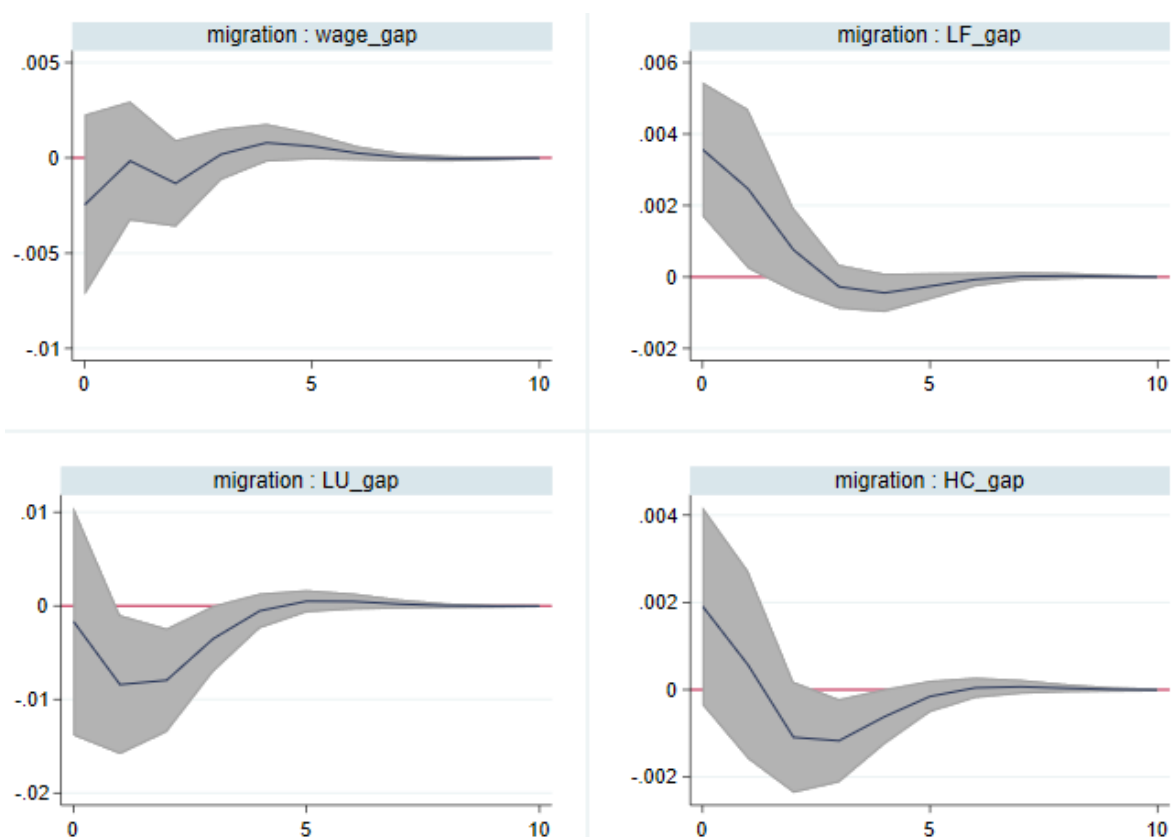 migration : wage_gap
.005
0
-.005
-.01
0 5 10
migration : LF_gap
.006
.004
.002
0
-.002
0 5 10
migration : LU_gap
.01
0
-.01
-.02
0 5 10
migration : HC_gap
.004
.002
0
-.002
0 5 10